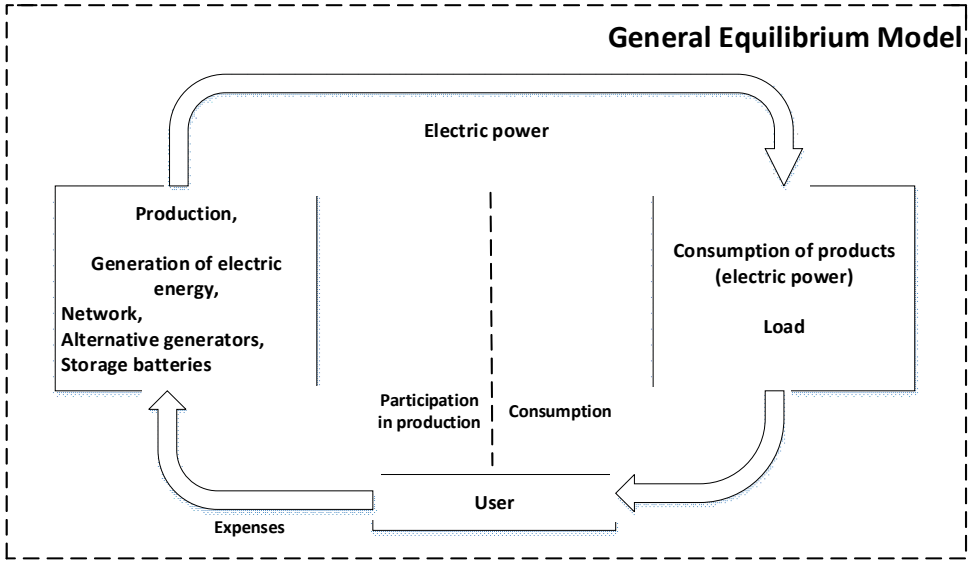 General Equilibrium Model
Electric power
Production,
Generation of electric
energy,
Network,
Alternative generators,
Storage batteries
Consumption of products
(electric power)
Load
Participation
in production
Consumption
User
Expenses